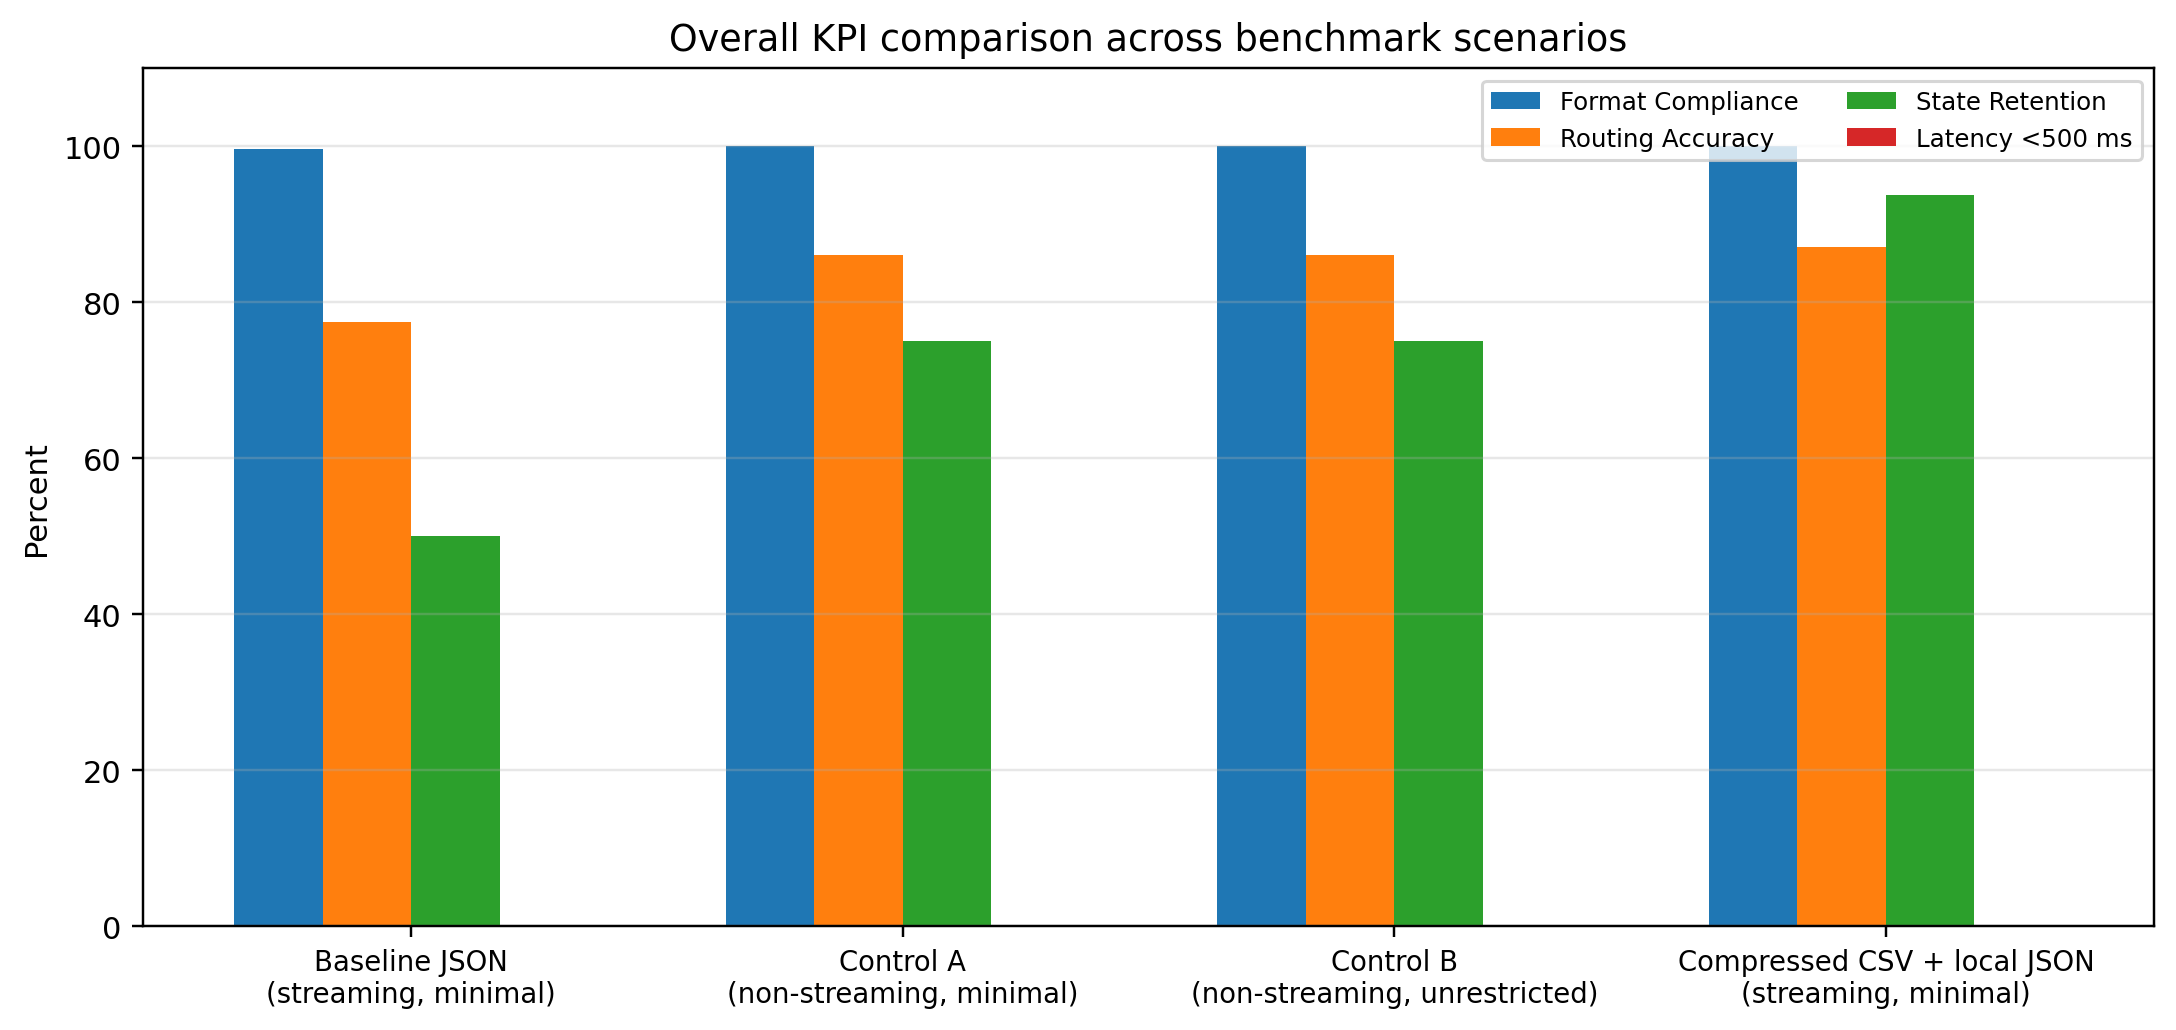 Overall KPI comparison across benchmark scenarios
Format Compliance
Routing Accuracy
State Retention
Latency <500 ms
Percent
100
80
60
40
20
0
Baseline JSON
(streaming, minimal)
Control A
(non-streaming, minimal)
Control B
(non-streaming, unrestricted)
Compressed CSV + local JSON
(streaming, minimal)